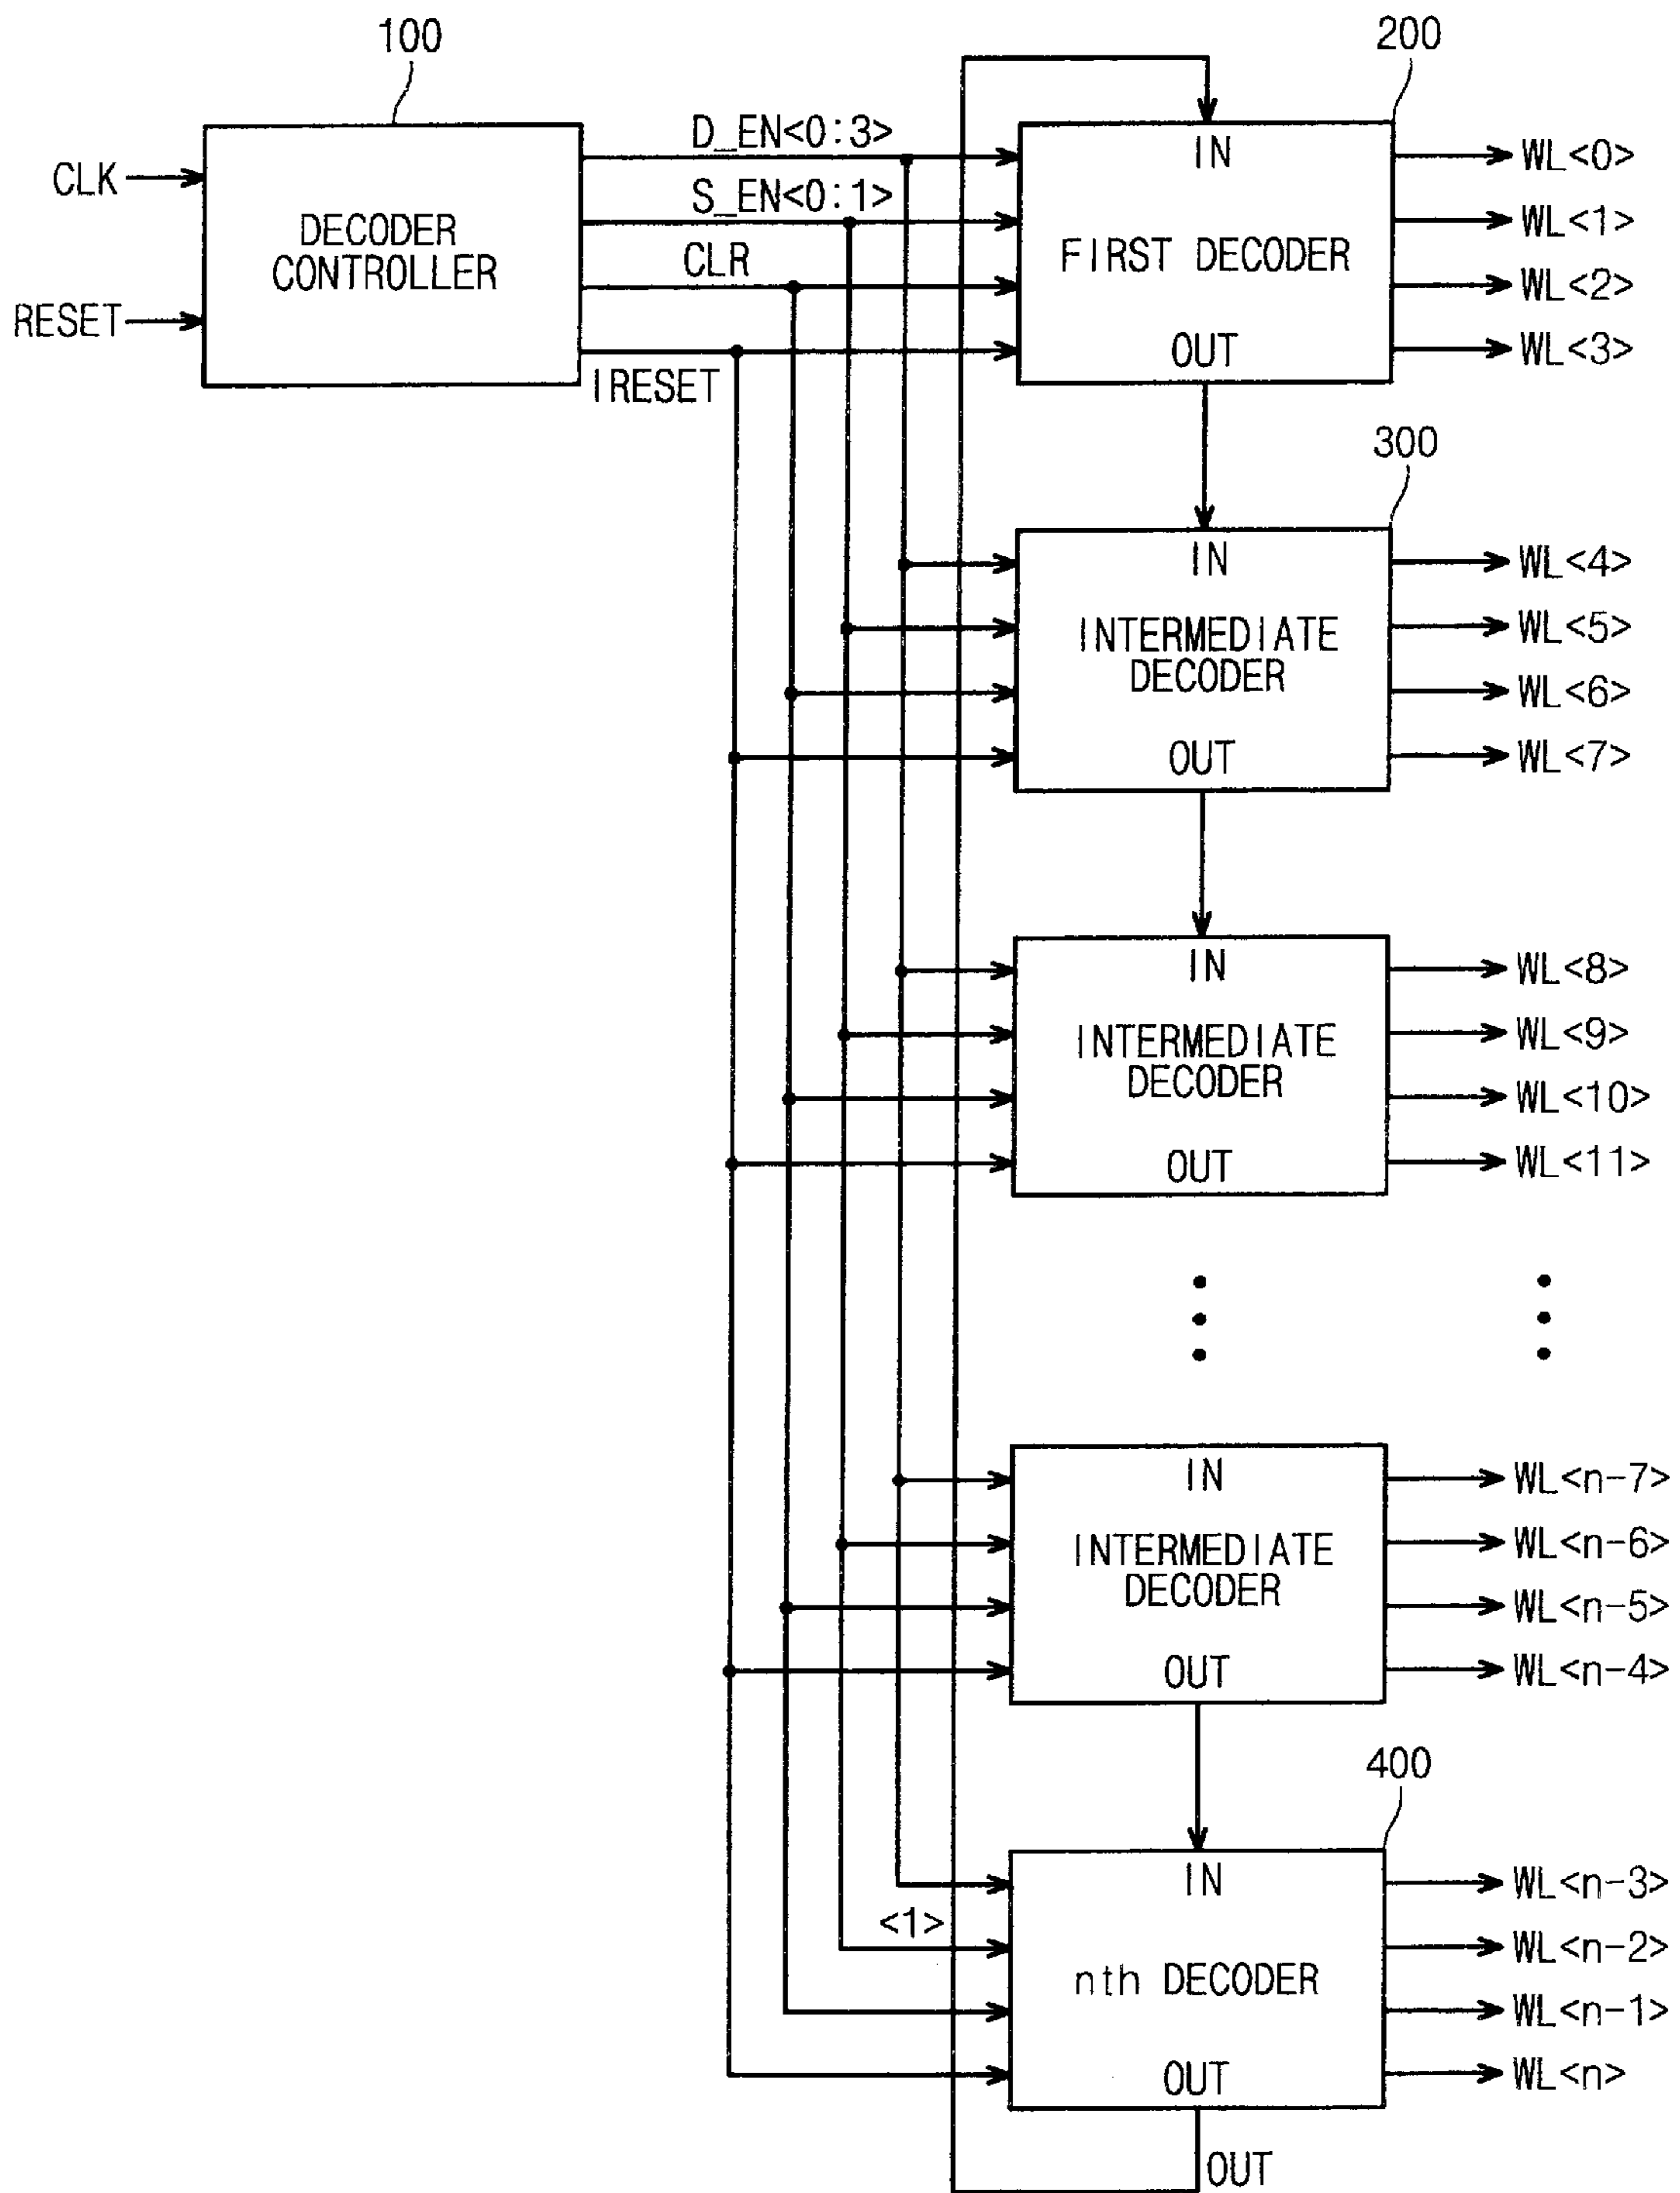 100
200
CLK
RESET
DECODER
CONTROLLER
D_EN<0:3>
S_EN<0:1>
CLR
IRESET
IN
FIRST DECODER
OUT
WL<0>
WL<1>
WL<2>
WL<3>
300
IN
INTERMEDIATE
DECODER
OUT
WL<4>
WL<5>
WL<6>
WL<7>
IN
INTERMEDIATE
DECODER
OUT
WL<8>
WL<9>
WL<10>
WL<11>
IN
INTERMEDIATE
DECODER
OUT
WL<n-7>
WL<n-6>
WL<n-5>
WL<n-4>
400
<1>
IN
nth DECODER
OUT
WL<n-3>
WL<n-2>
WL<n-1>
WL<n>
OUT